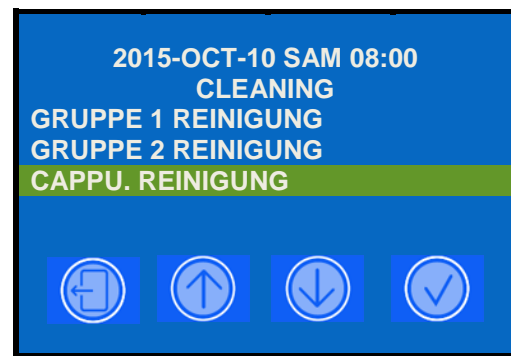 2015-OCT-10 SAM 08:00
CLEANING
GRUPPE 1 REINIGUNG
GRUPPE 2 REINIGUNG
CAPPU. REINIGUNG